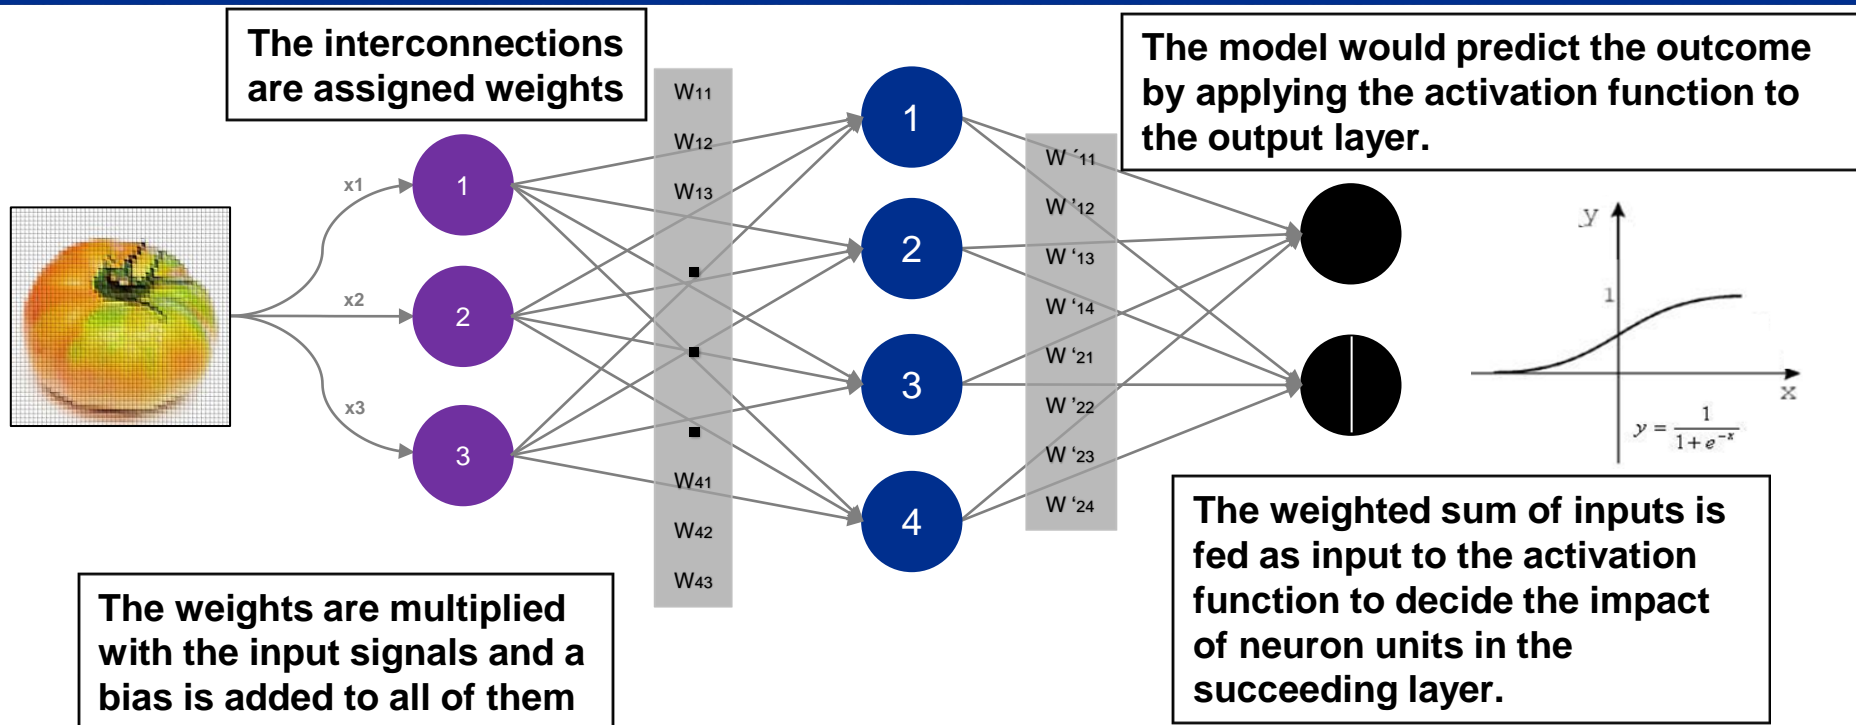 The interconnections
are assigned weights
The model would predict the outcome
by applying the activation function to
the output layer.
x1
x2
x3
1
2
3
W11
W12
W13
W41
W42
W43
1
2
3
4
W ´11
W ’12
W ‘13
W ‘14
W ‘21
W ‘22
W ‘23
W ‘24
y
1
x
y = 1 / (1 + e^{-x})
The weights are multiplied
with the input signals and a
bias is added to all of them
The weighted sum of inputs is
fed as input to the activation
function to decide the impact
of neuron units in the
succeeding layer.